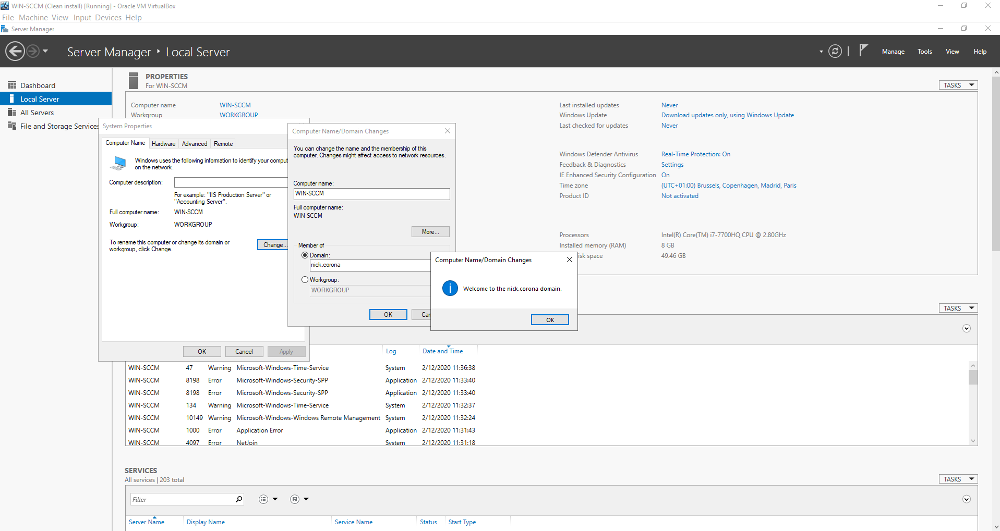 WIN-SCCM (Clean install) [Running] - Oracle VM VirtualBox
File Machine View Input Devices Help
Server Manager
Server Manager Local Server
Manage Tools View Help
Dashboard
Local Server
All Servers
File and Storage Services
PROPERTIES
For WIN-SCCM
TASKS
Computer name WIN-SCCM
Workgroup WORKGROUP
Last installed updates Never
Windows Update Download updates only, using Windows Update
Last checked for updates Never
Windows Defender Antivirus Real-Time Protection: On
Feedback & Diagnostics Settings
IE Enhanced Security Configuration On
Time zone (UTC+01:00) Brussels, Copenhagen, Madrid, Paris
Product ID Not activated
Processors Intel(R) Core(TM) i7-7700HQ CPU @ 2.80GHz
Installed memory (RAM) 8 GB
isk space 49.46 GB
System Properties
Computer Name Hardware Advanced Remote
Windows uses the following information to identify your comput
on the network.
Computer description:
For example: "IIS Production Server" or
"Accounting Server".
Full computer name: WIN-SCCM
Workgroup: WORKGROUP
To rename this computer or change its domain or
workgroup, click Change.
Change...
OK Cancel Apply
Computer Name/Domain Changes
You can change the name and the membership of this
computer. Changes might affect access to network resources.
Computer name:
WIN-SCCM
Full computer name:
WIN-SCCM
More...
Member of
Domain:
nick.corona
Workgroup:
WORKGROUP
OK Can
Computer Name/Domain Changes
Welcome to the nick.corona domain.
OK
TASKS
Log Date and Time
WIN-SCCM 47 Warning Microsoft-Windows-Time-Service System 2/12/2020 11:36:38
WIN-SCCM 8198 Error Microsoft-Windows-Security-SPP Application 2/12/2020 11:33:40
WIN-SCCM 8198 Error Microsoft-Windows-Security-SPP Application 2/12/2020 11:33:40
WIN-SCCM 134 Warning Microsoft-Windows-Time-Service System 2/12/2020 11:32:37
WIN-SCCM 10149 Warning Microsoft-Windows-Windows Remote Management System 2/12/2020 11:32:24
WIN-SCCM 1000 Error Application Error Application 2/12/2020 11:31:43
WIN-SCCM 4097 Error NetJoin System 2/12/2020 11:31:18
SERVICES
All services | 203 total
TASKS
Filter
Server Name Display Name Service Name Status Start Type